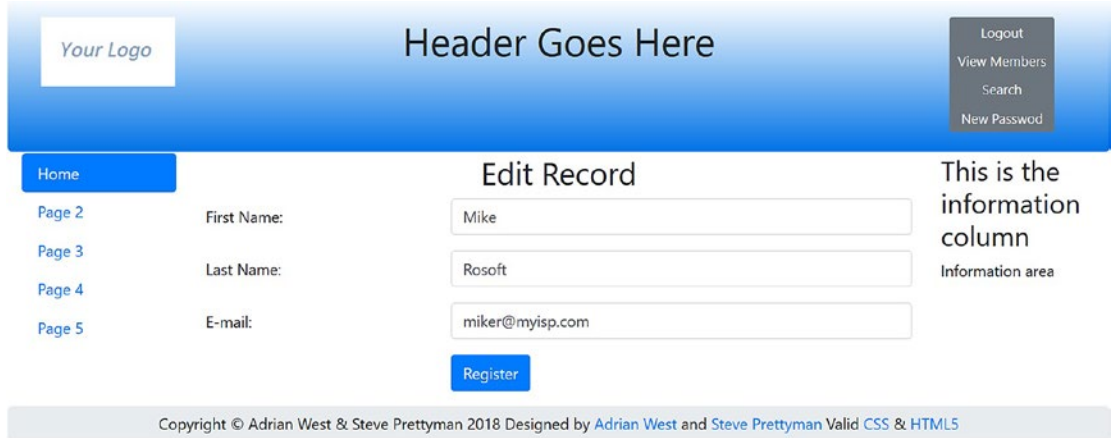 Your Logo
Header Goes Here
Logout
View Members
Search
New Passwod
Home
Page 2
Page 3
Page 4
Page 5
Edit Record
First Name:
Mike
Last Name:
Rosoft
E-mail:
miker@myisp.com
Register
This is the
information
column
Information area
Copyright © Adrian West & Steve Prettyman 2018 Designed by Adrian West and Steve Prettyman Valid CSS & HTML5